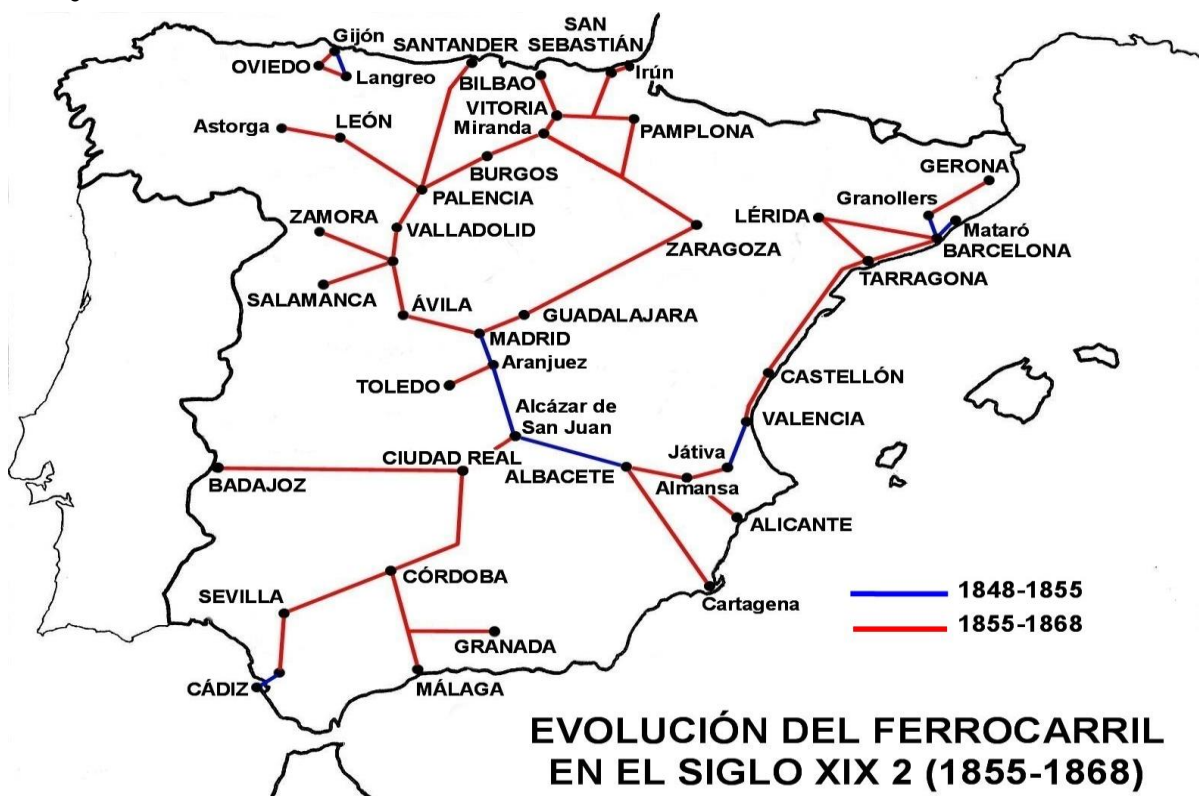 Gijón
SAN
SANTANDER SEBASTIÁN
OVIEDO
Langreo
BILBAO
Irún
VITORIA
Astorga
LEÓN
Miranda
PAMPLONA
BURGOS
GERONA
PALENCIA
Granollers
ZAMORA
VALLADOLID
LÉRIDA
Mataró
ZARAGOZA
BARCELONA
TARRAGONA
SALAMANCA
ÁVILA
GUADALAJARA
MADRID
Aranjuez
TOLEDO
CASTELLÓN
Alcázar de
San Juan
VALENCIA
CIUDAD REAL
Játiva
ALBACETE
BADAJOZ
Almansa
ALICANTE
CÓRDOBA
SEVILLA
Cartagena
1848-1855
1855-1868
GRANADA
CÁDIZ
MÁLAGA
EVOLUCIÓN DEL FERROCARRIL
EN EL SIGLO XIX 2 (1855-1868)